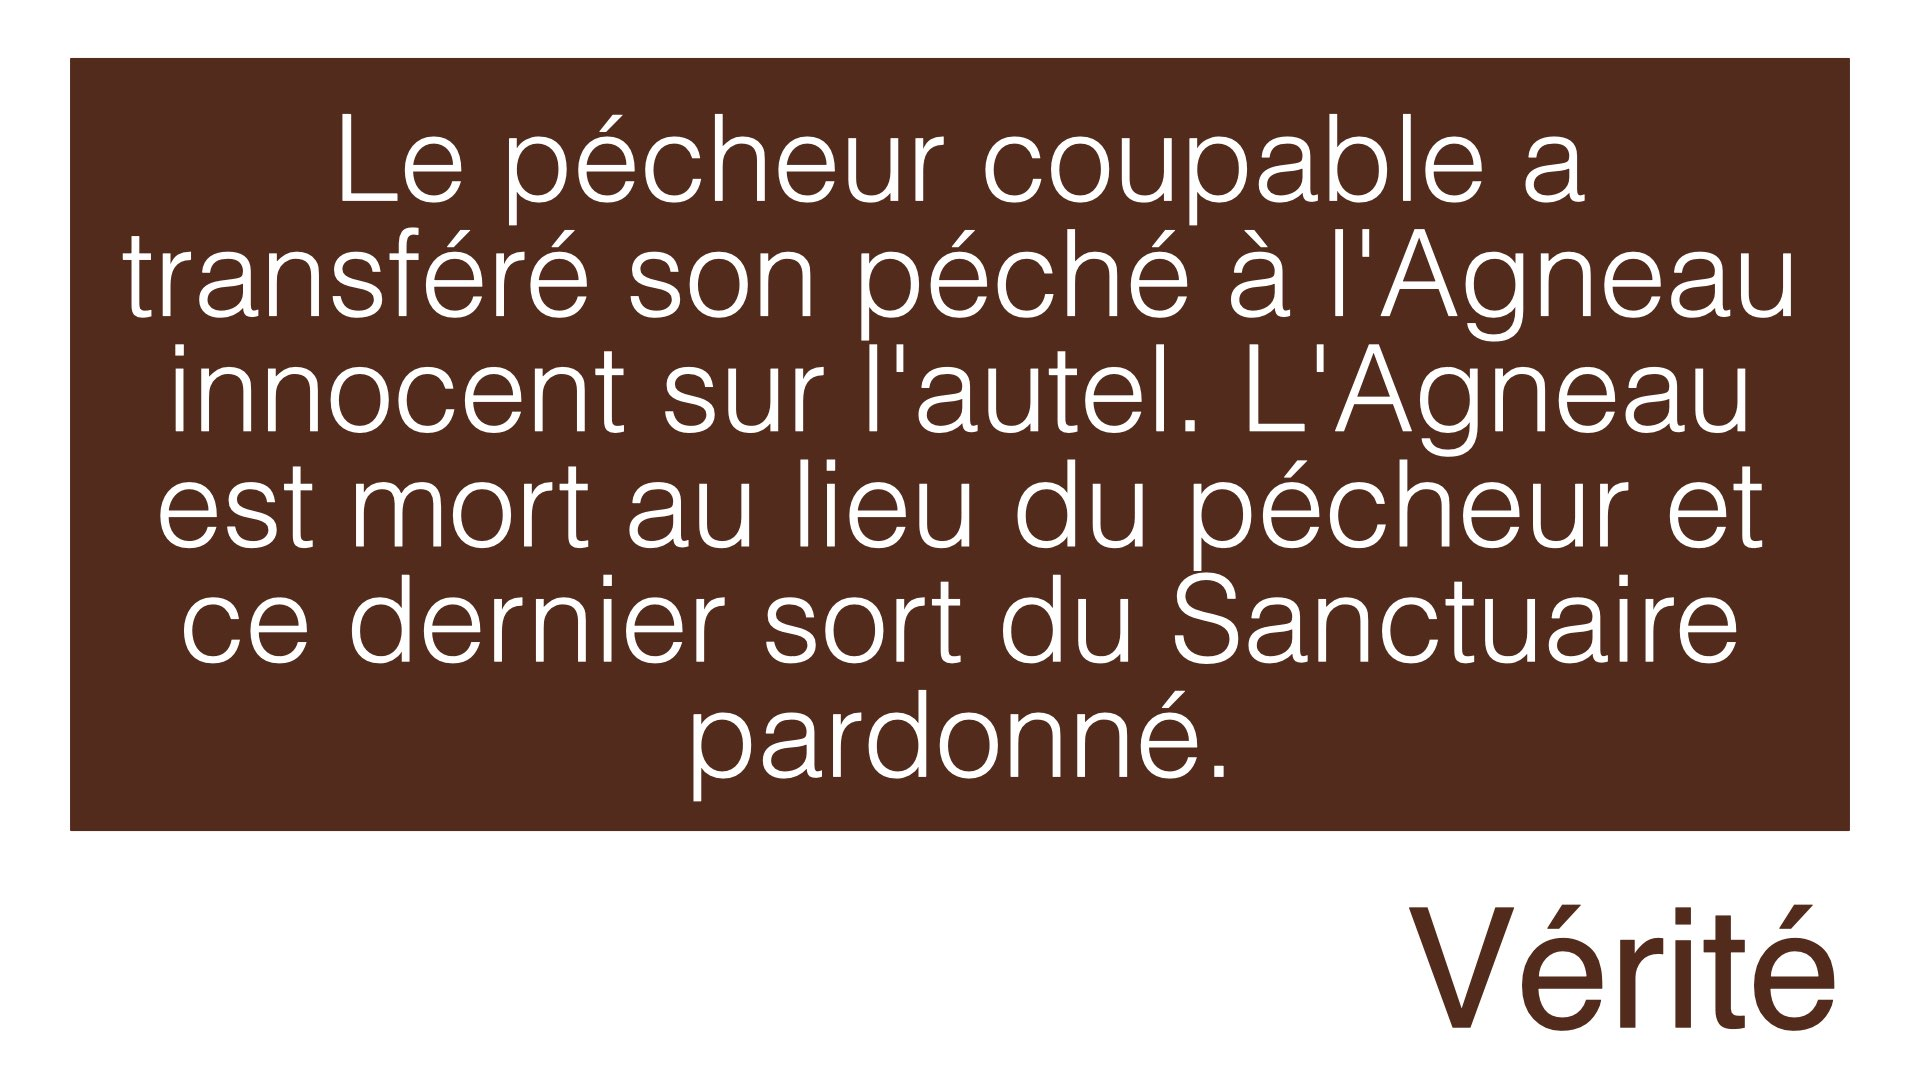 Le pécheur coupable a
transféré son péché à l'Agneau
innocent sur l'autel. L'Agneau
est mort au lieu du pécheur et
ce dernier sort du Sanctuaire
pardonné.
Vérité